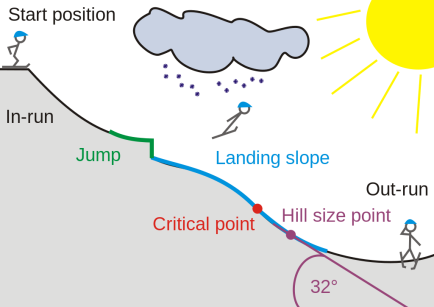 Start position
In-run
Jump
Landing slope
Out-run
Critical point
Hill size point
32°